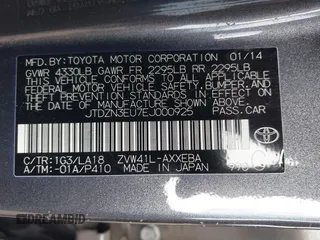 MFD.BY:TOYOTA MOTOR CORPORATION 01/14
GVWR 4330LB GAWR FR 2295LB RR 2295LB
THIS VEHICLE CONFORMS TO ALL APPLICABLE
FEDERAL MOTOR VEHICLE SAFETY, BUMPER, AND
THEFT PREVENTION STANDARDS IN EFFECT ON
THE DATE OF MANUFACTURE SHOWN ABOVE.
JTDZN3EU7EJ000925
PASS.CAR
TOYOTA
C/TR:1G3/LA18 ZVW41L-AXXEBA
A/TM:-01A/P410 MADE IN JAPAN